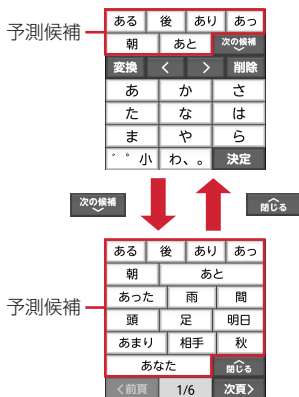 予測候補
ある 後 あり あっ
朝 あと 次の候補
変換 < > 削除
あ か さ
た な は
ま や ら
゛゜小 わ、。 決定
次の候補 閉じる
予測候補
ある 後 あり あっ
朝 あと
あった 雨 間
頭 足 明日
あまり 相手 秋
あなた 閉じる
<前頁 1/6 次頁>